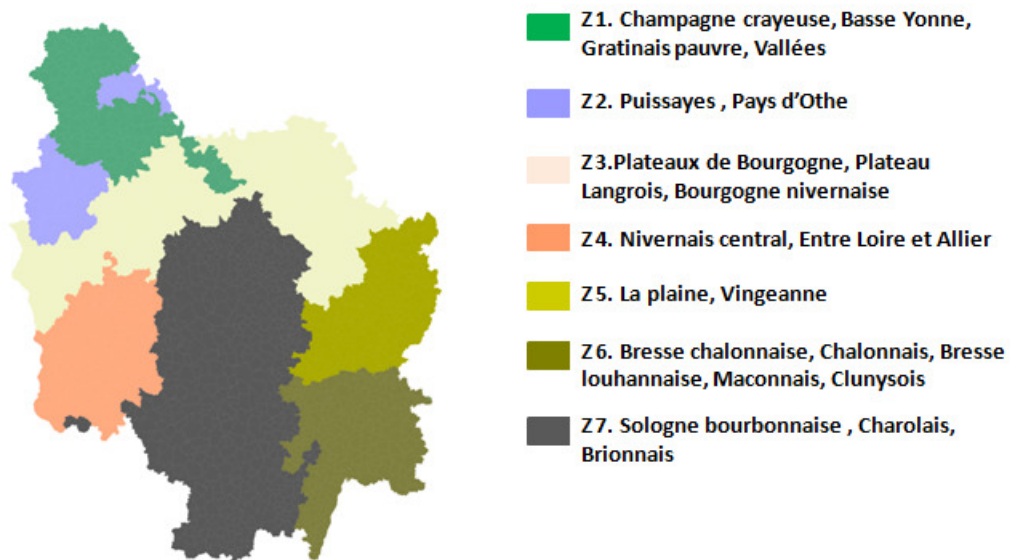 Z1. Champagne crayeuse, Basse Yonne,
Gratinais pauvre, Vallées
Z2. Puissayes , Pays d'Othe
Z3.Plateaux de Bourgogne, Plateau
Langrois, Bourgogne nivernaise
Z4. Nivernais central, Entre Loire et Allier
Z5. La plaine, Vingeanne
Z6. Bresse chalonnaise, Chalonnais, Bresse
louhannaise, Maconnais, Clunysois
Z7. Sologne bourbonnaise , Charolais,
Brionnais